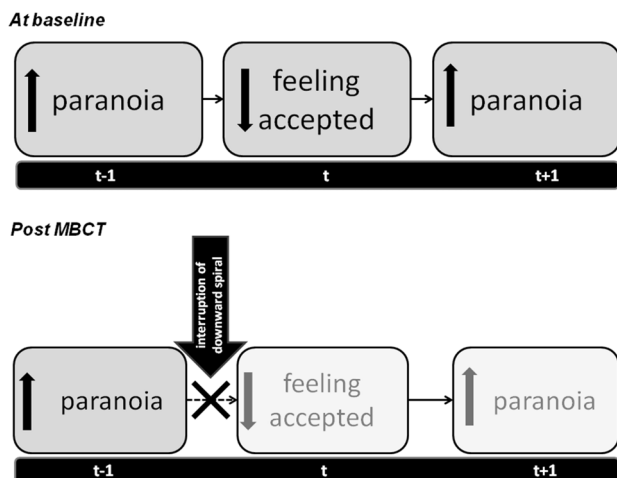 At baseline
paranoia
feeling
accepted
paranoia
t-1
t
t+1
Post MBCT
interruption of
downward spiral
paranoia
feeling
accepted
paranoia
t-1
t
t+1